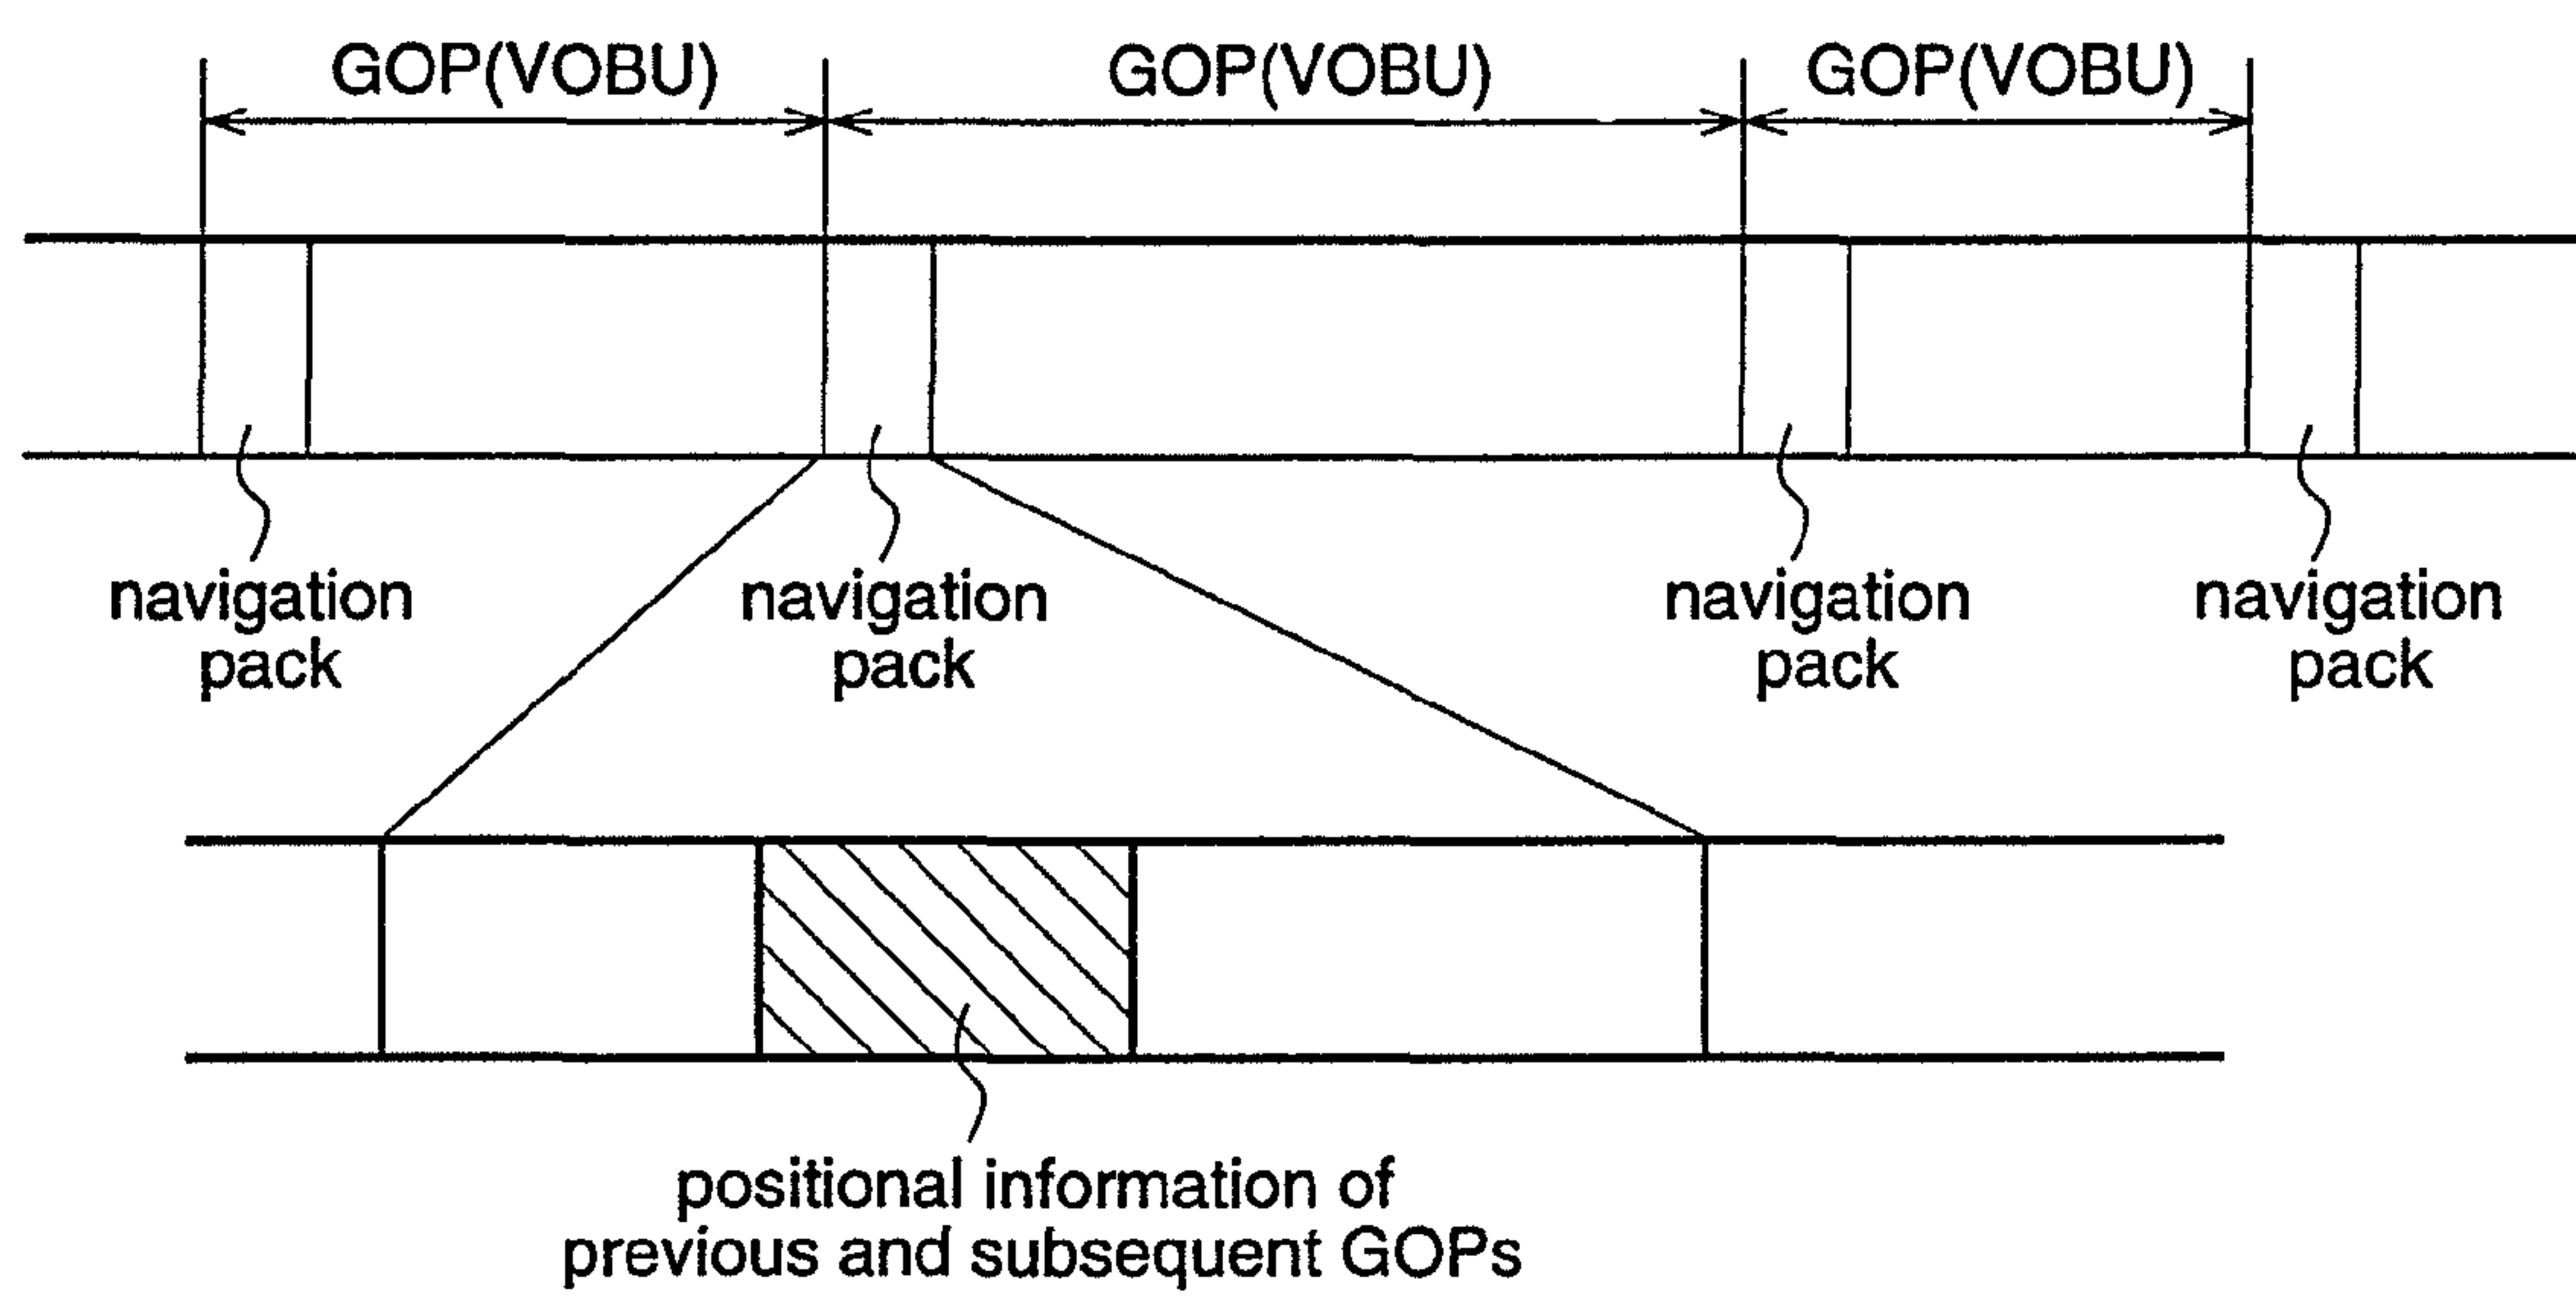 GOP(VOBU) GOP(VOBU) GOP(VOBU)
navigation navigation navigation navigation
pack pack pack pack
positional information of
previous and subsequent GOPs